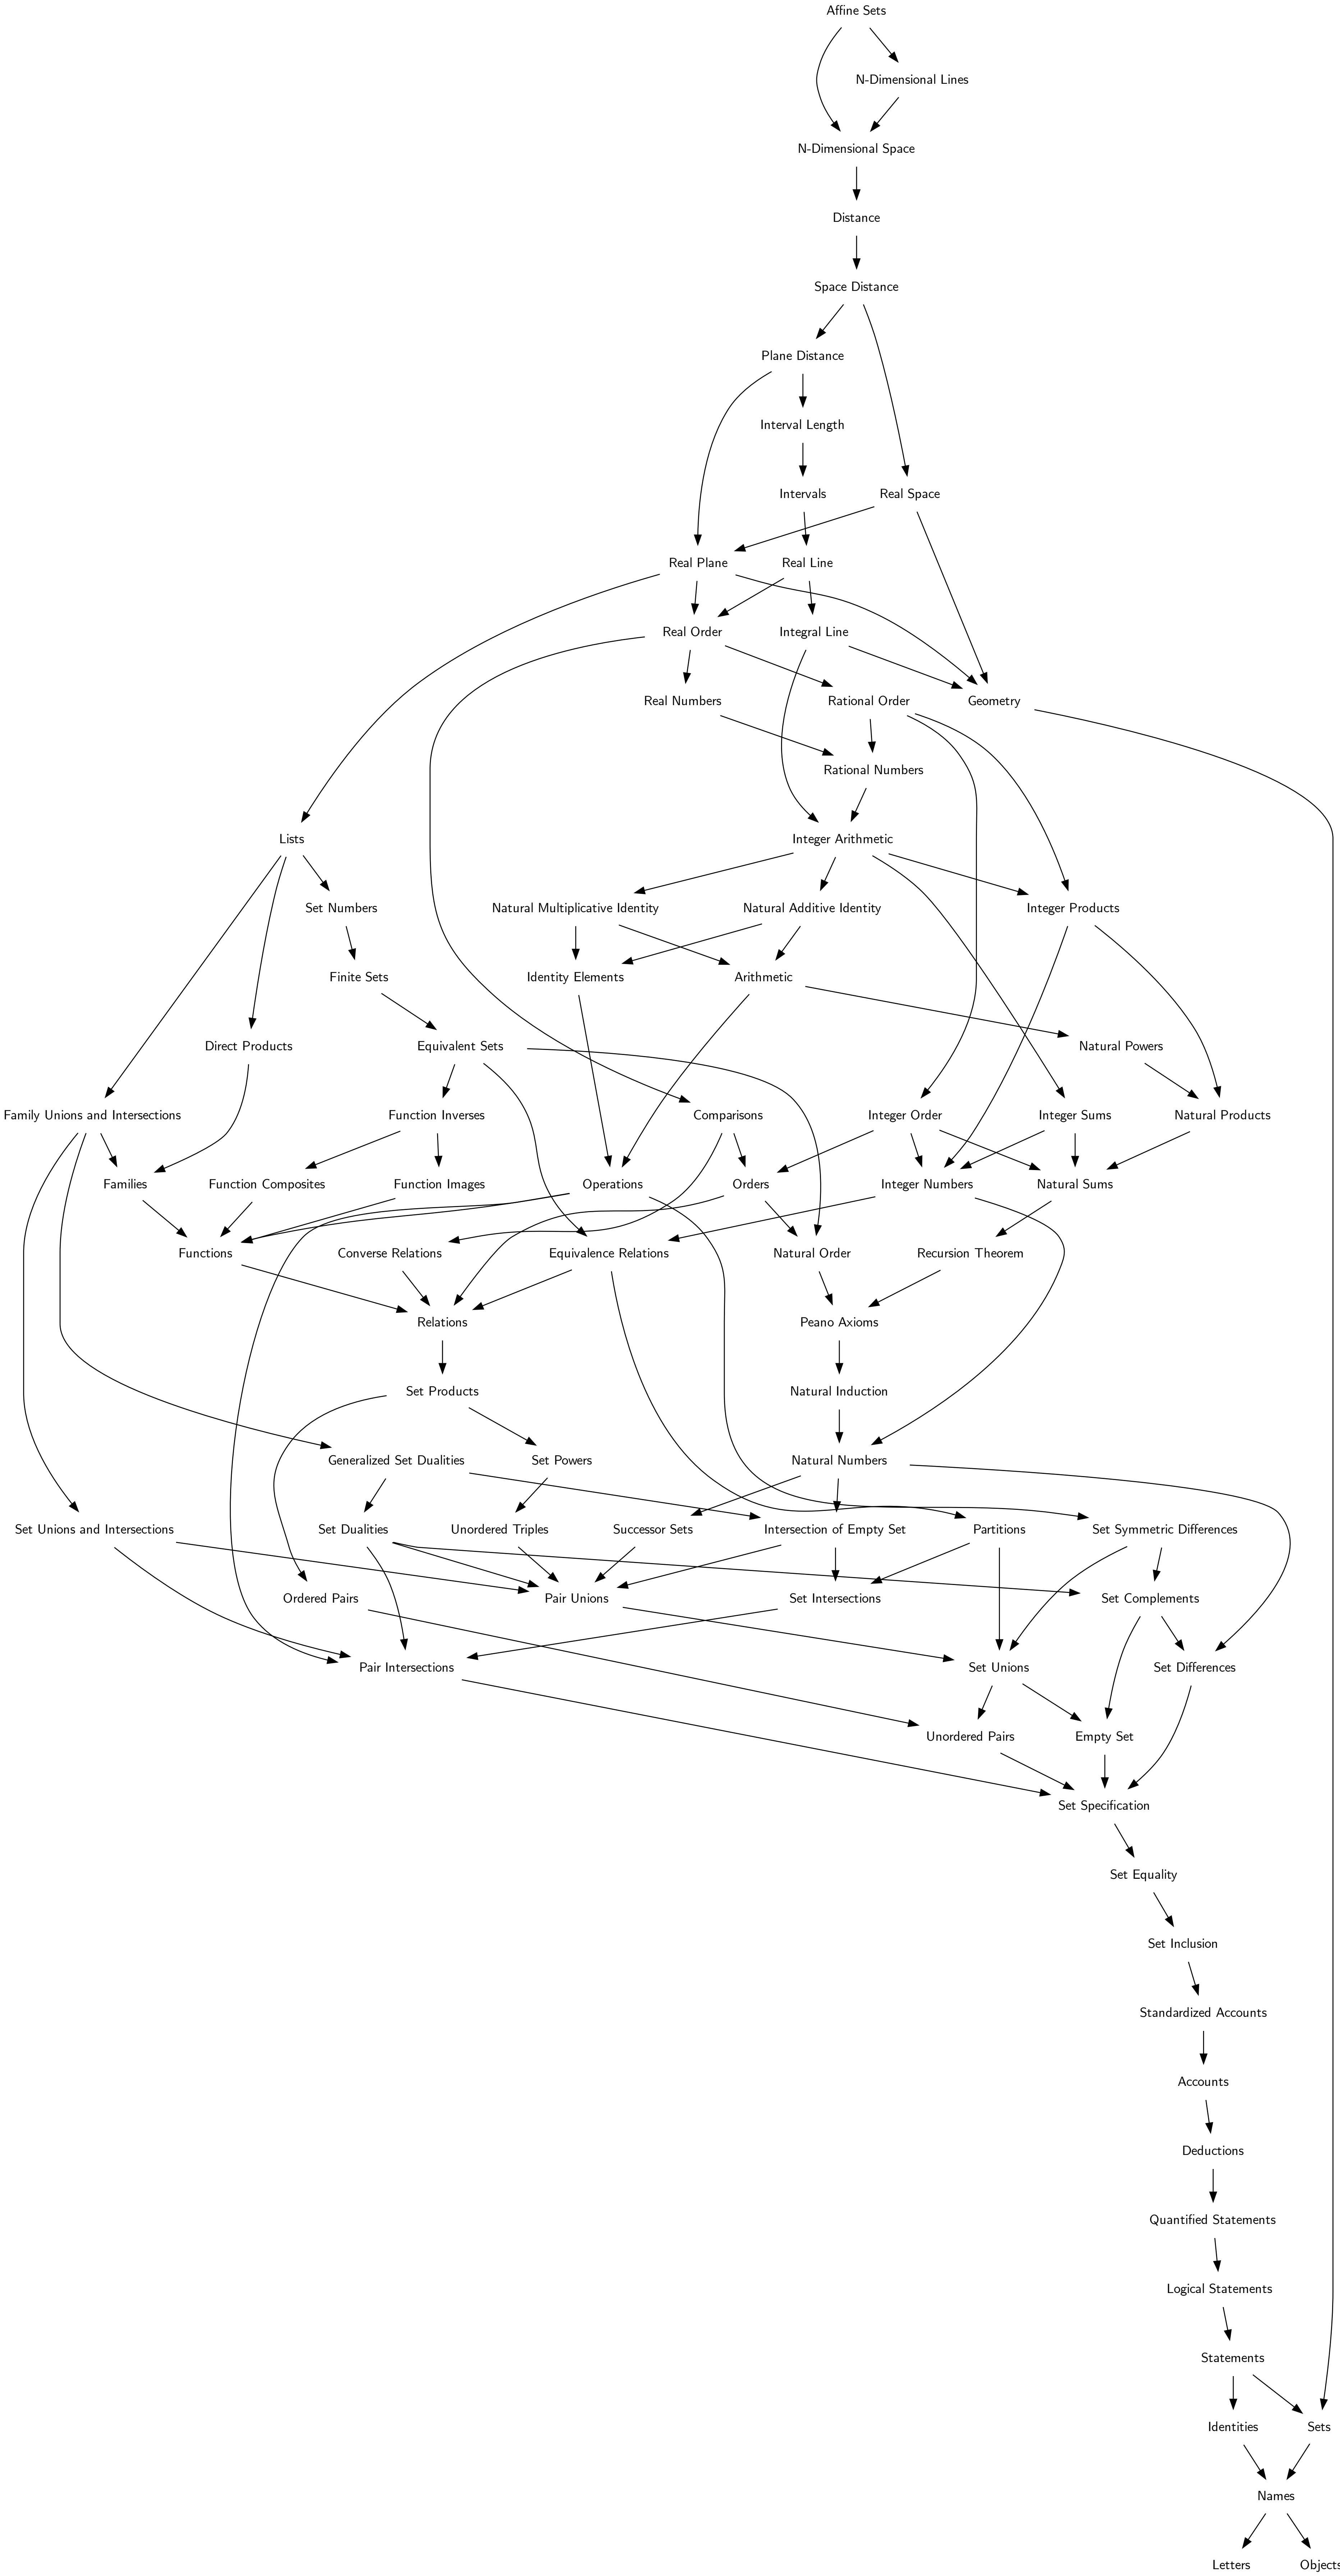 Affine Sets
N-Dimensional Lines
N-Dimensional Space
Distance
Space Distance
Plane Distance
Interval Length
Intervals
Real Space
Real Plane
Real Line
Real Order
Integral Line
Real Numbers
Rational Order
Geometry
Rational Numbers
Lists
Integer Arithmetic
Set Numbers
Natural Multiplicative Identity
Natural Additive Identity
Integer Products
Finite Sets
Identity Elements
Arithmetic
Direct Products
Equivalent Sets
Natural Powers
Family Unions and Intersections
Function Inverses
Comparisons
Integer Order
Integer Sums
Natural Products
Families
Function Composites
Function Images
Operations
Orders
Integer Numbers
Natural Sums
Functions
Converse Relations
Equivalence Relations
Natural Order
Recursion Theorem
Relations
Peano Axioms
Set Products
Natural Induction
Generalized Set Dualities
Set Powers
Natural Numbers
Set Unions and Intersections
Set Dualities
Unordered Triples
Successor Sets
Intersection of Empty Set
Partitions
Set Symmetric Differences
Ordered Pairs
Pair Unions
Set Intersections
Set Complements
Pair Intersections
Set Unions
Set Differences
Unordered Pairs
Empty Set
Set Specification
Set Equality
Set Inclusion
Standardized Accounts
Accounts
Deductions
Quantified Statements
Logical Statements
Statements
Identities
Sets
Names
Letters
Objects